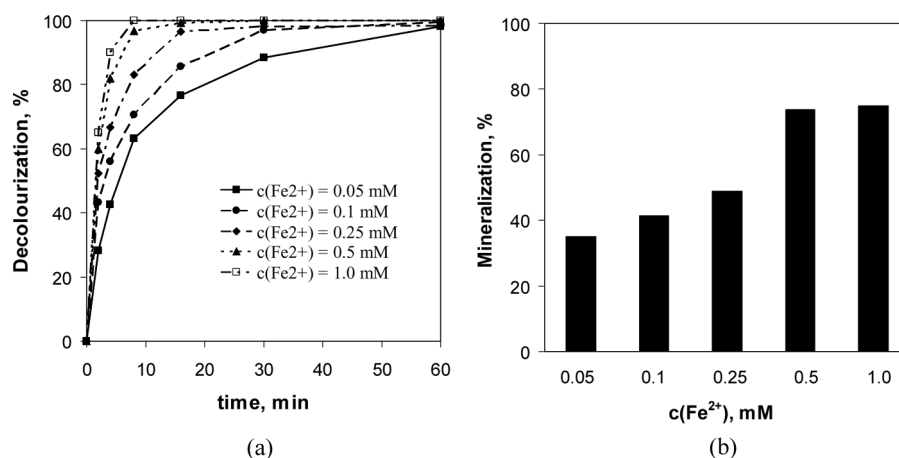 100
80
60
40
20
0
Decolourization, %
0 10 20 30 40 50 60
time, min
c(Fe2+) = 0.05 mM
c(Fe2+) = 0.1 mM
c(Fe2+) = 0.25 mM
c(Fe2+) = 0.5 mM
c(Fe2+) = 1.0 mM
(a)
100
80
60
40
20
0
Mineralization, %
0.05 0.1 0.25 0.5 1.0
c(Fe²⁺), mM
(b)